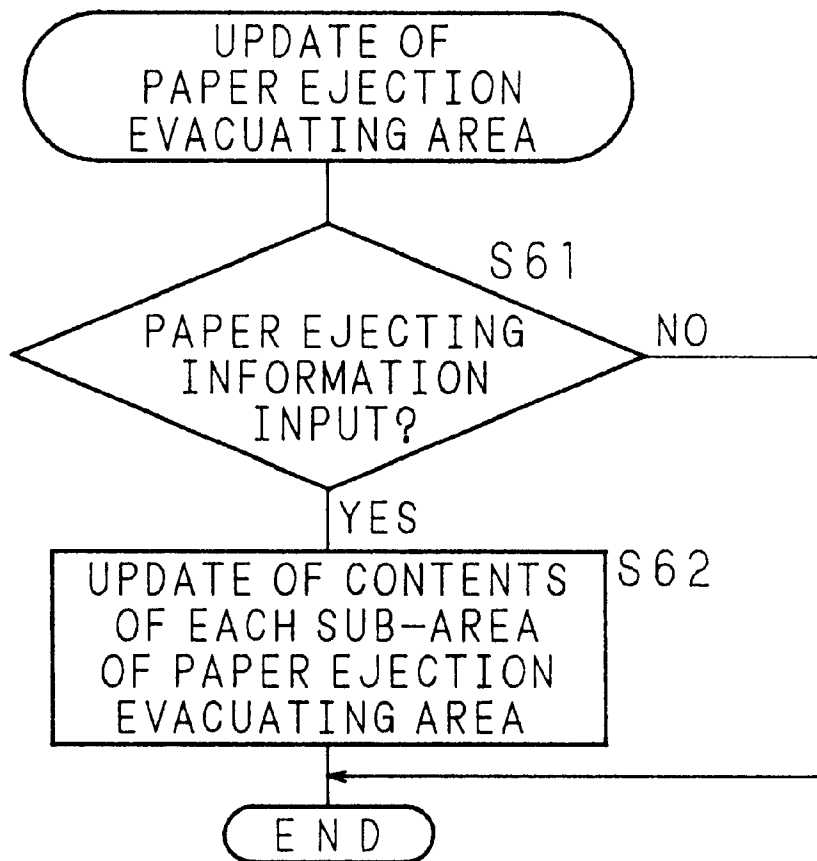 UPDATE OF
PAPER EJECTION
EVACUATING AREA
S61
PAPER EJECTING
INFORMATION
INPUT?
NO
YES
S62
UPDATE OF CONTENTS
OF EACH SUB-AREA
OF PAPER EJECTION
EVACUATING AREA
END